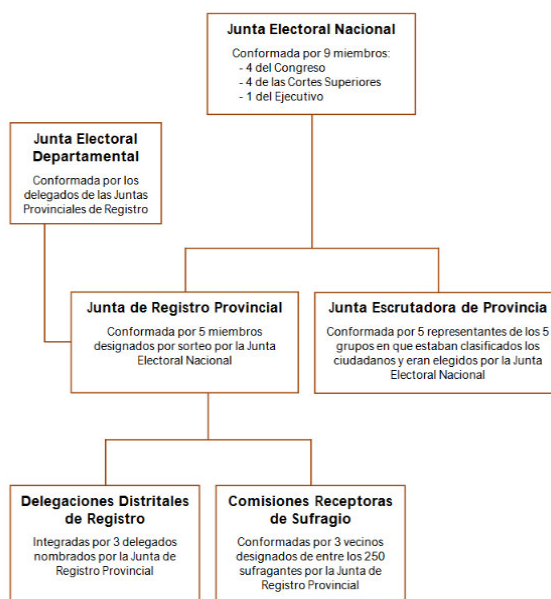 Junta Electoral Nacional
Conformada por 9 miembros:
- 4 del Congreso
- 4 de las Cortes Superiores
- 1 del Ejecutivo
Junta Electoral
Departamental
Conformada por los
delegados de las Juntas
Provinciales de Registro
Junta de Registro Provincial
Conformada por 5 miembros
designados por sorteo por la Junta
Electoral Nacional
Junta Escrutadora de Provincia
Conformada por 5 representantes de los 5
grupos en que estaban clasificados los
ciudadanos y eran elegidos por la Junta
Electoral Nacional
Delegaciones Distritales
de Registro
Integradas por 3 delegados
nombrados por la Junta de
Registro Provincial
Comisiones Receptoras
de Sufragio
Conformadas por 3 vecinos
designados de entre los 250
sufragantes por la Junta de
Registro Provincial